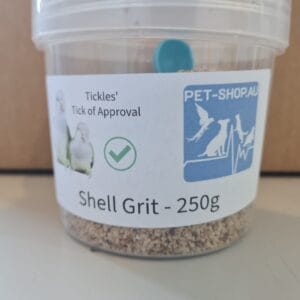 Tickles'
Tick of Approval
PET-SHOP.AU
Shell Grit - 250g